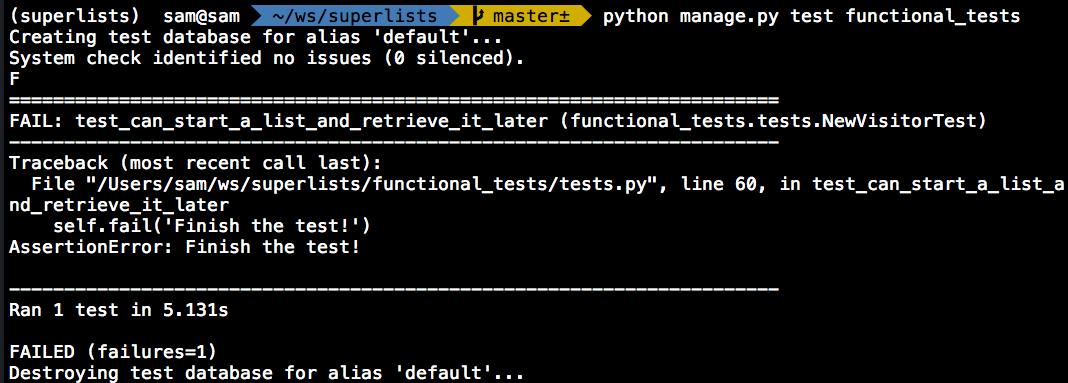 (superlists) sam@sam ~/ws/superlists master± python manage.py test functional_tests
Creating test database for alias 'default'...
System check identified no issues (0 silenced).
F
======================================================================
FAIL: test_can_start_a_list_and_retrieve_it_later (functional_tests.tests.NewVisitorTest)
----------------------------------------------------------------------
Traceback (most recent call last):
  File "/Users/sam/ws/superlists/functional_tests/tests.py", line 60, in test_can_start_a_list_a
nd_retrieve_it_later
    self.fail('Finish the test!')
AssertionError: Finish the test!

----------------------------------------------------------------------
Ran 1 test in 5.131s

FAILED (failures=1)
Destroying test database for alias 'default'...